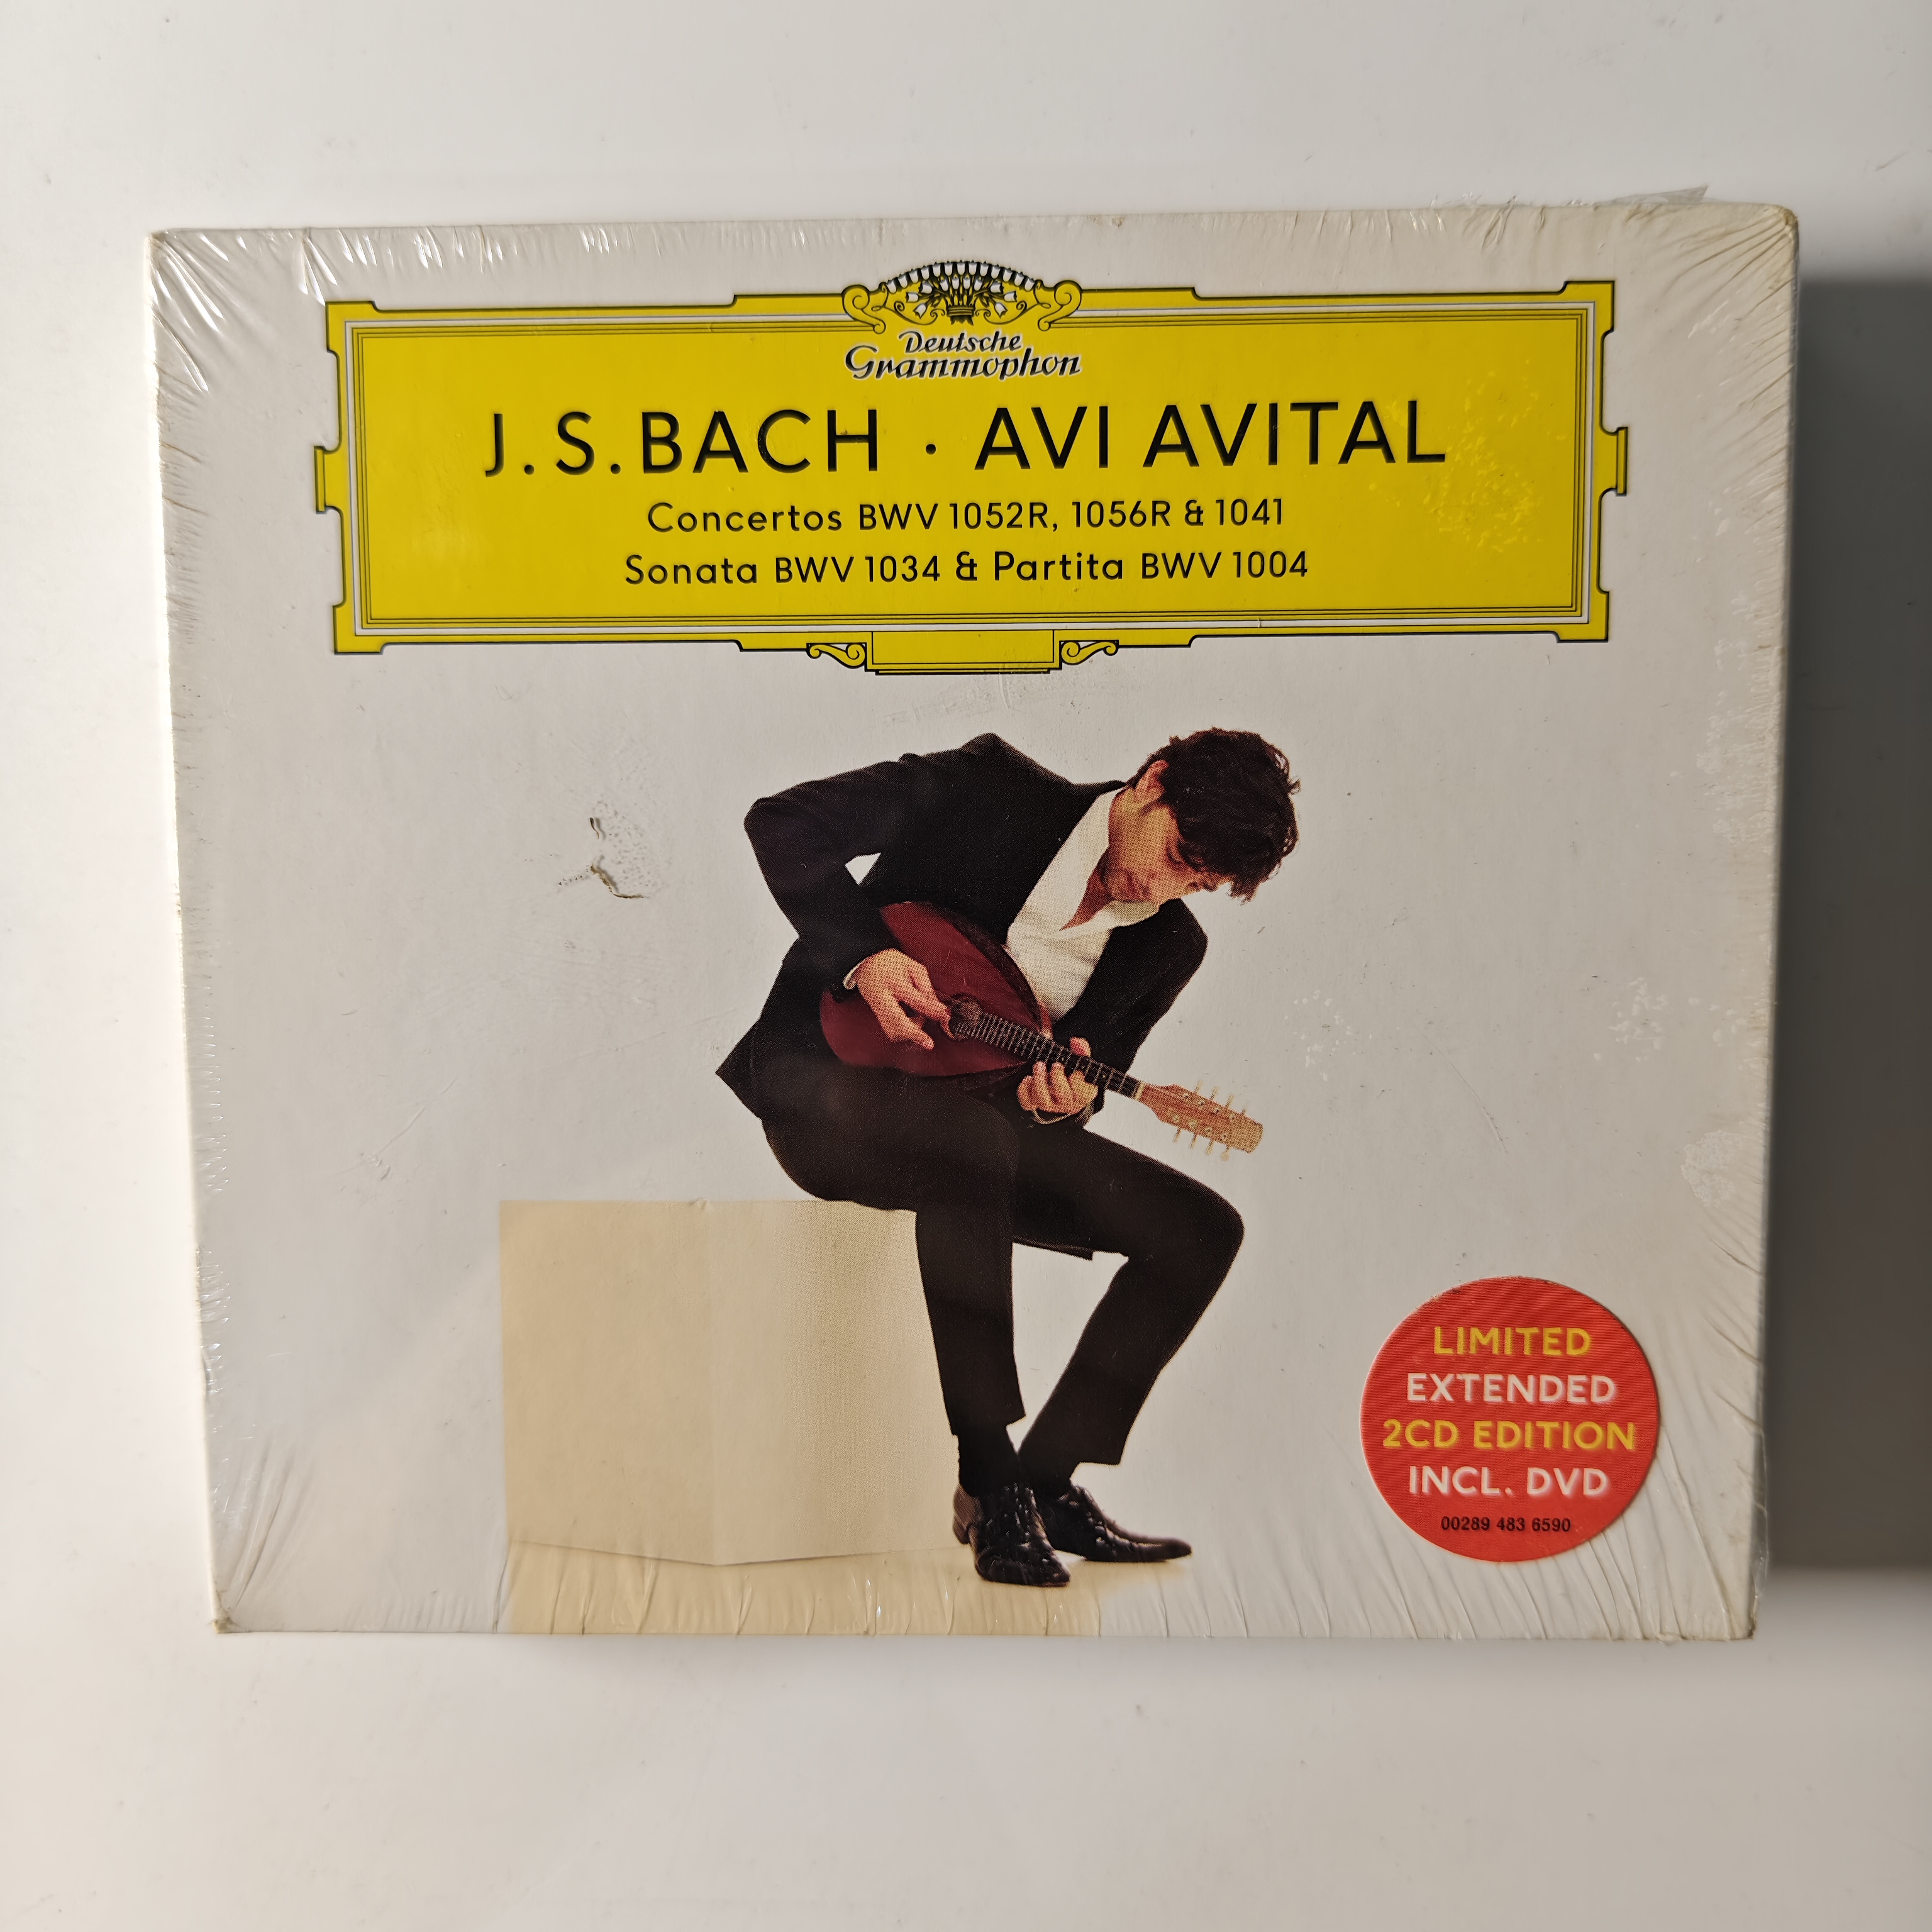 Deutsche
Grammophon
J.S. BACH · AVI AVITAL
Concertos BWV 1052R, 1056R & 1041
Sonata BWV 1034 & Partita BWV 1004
LIMITED
EXTENDED
2CD EDITION
INCL. DVD
00289 483 6590